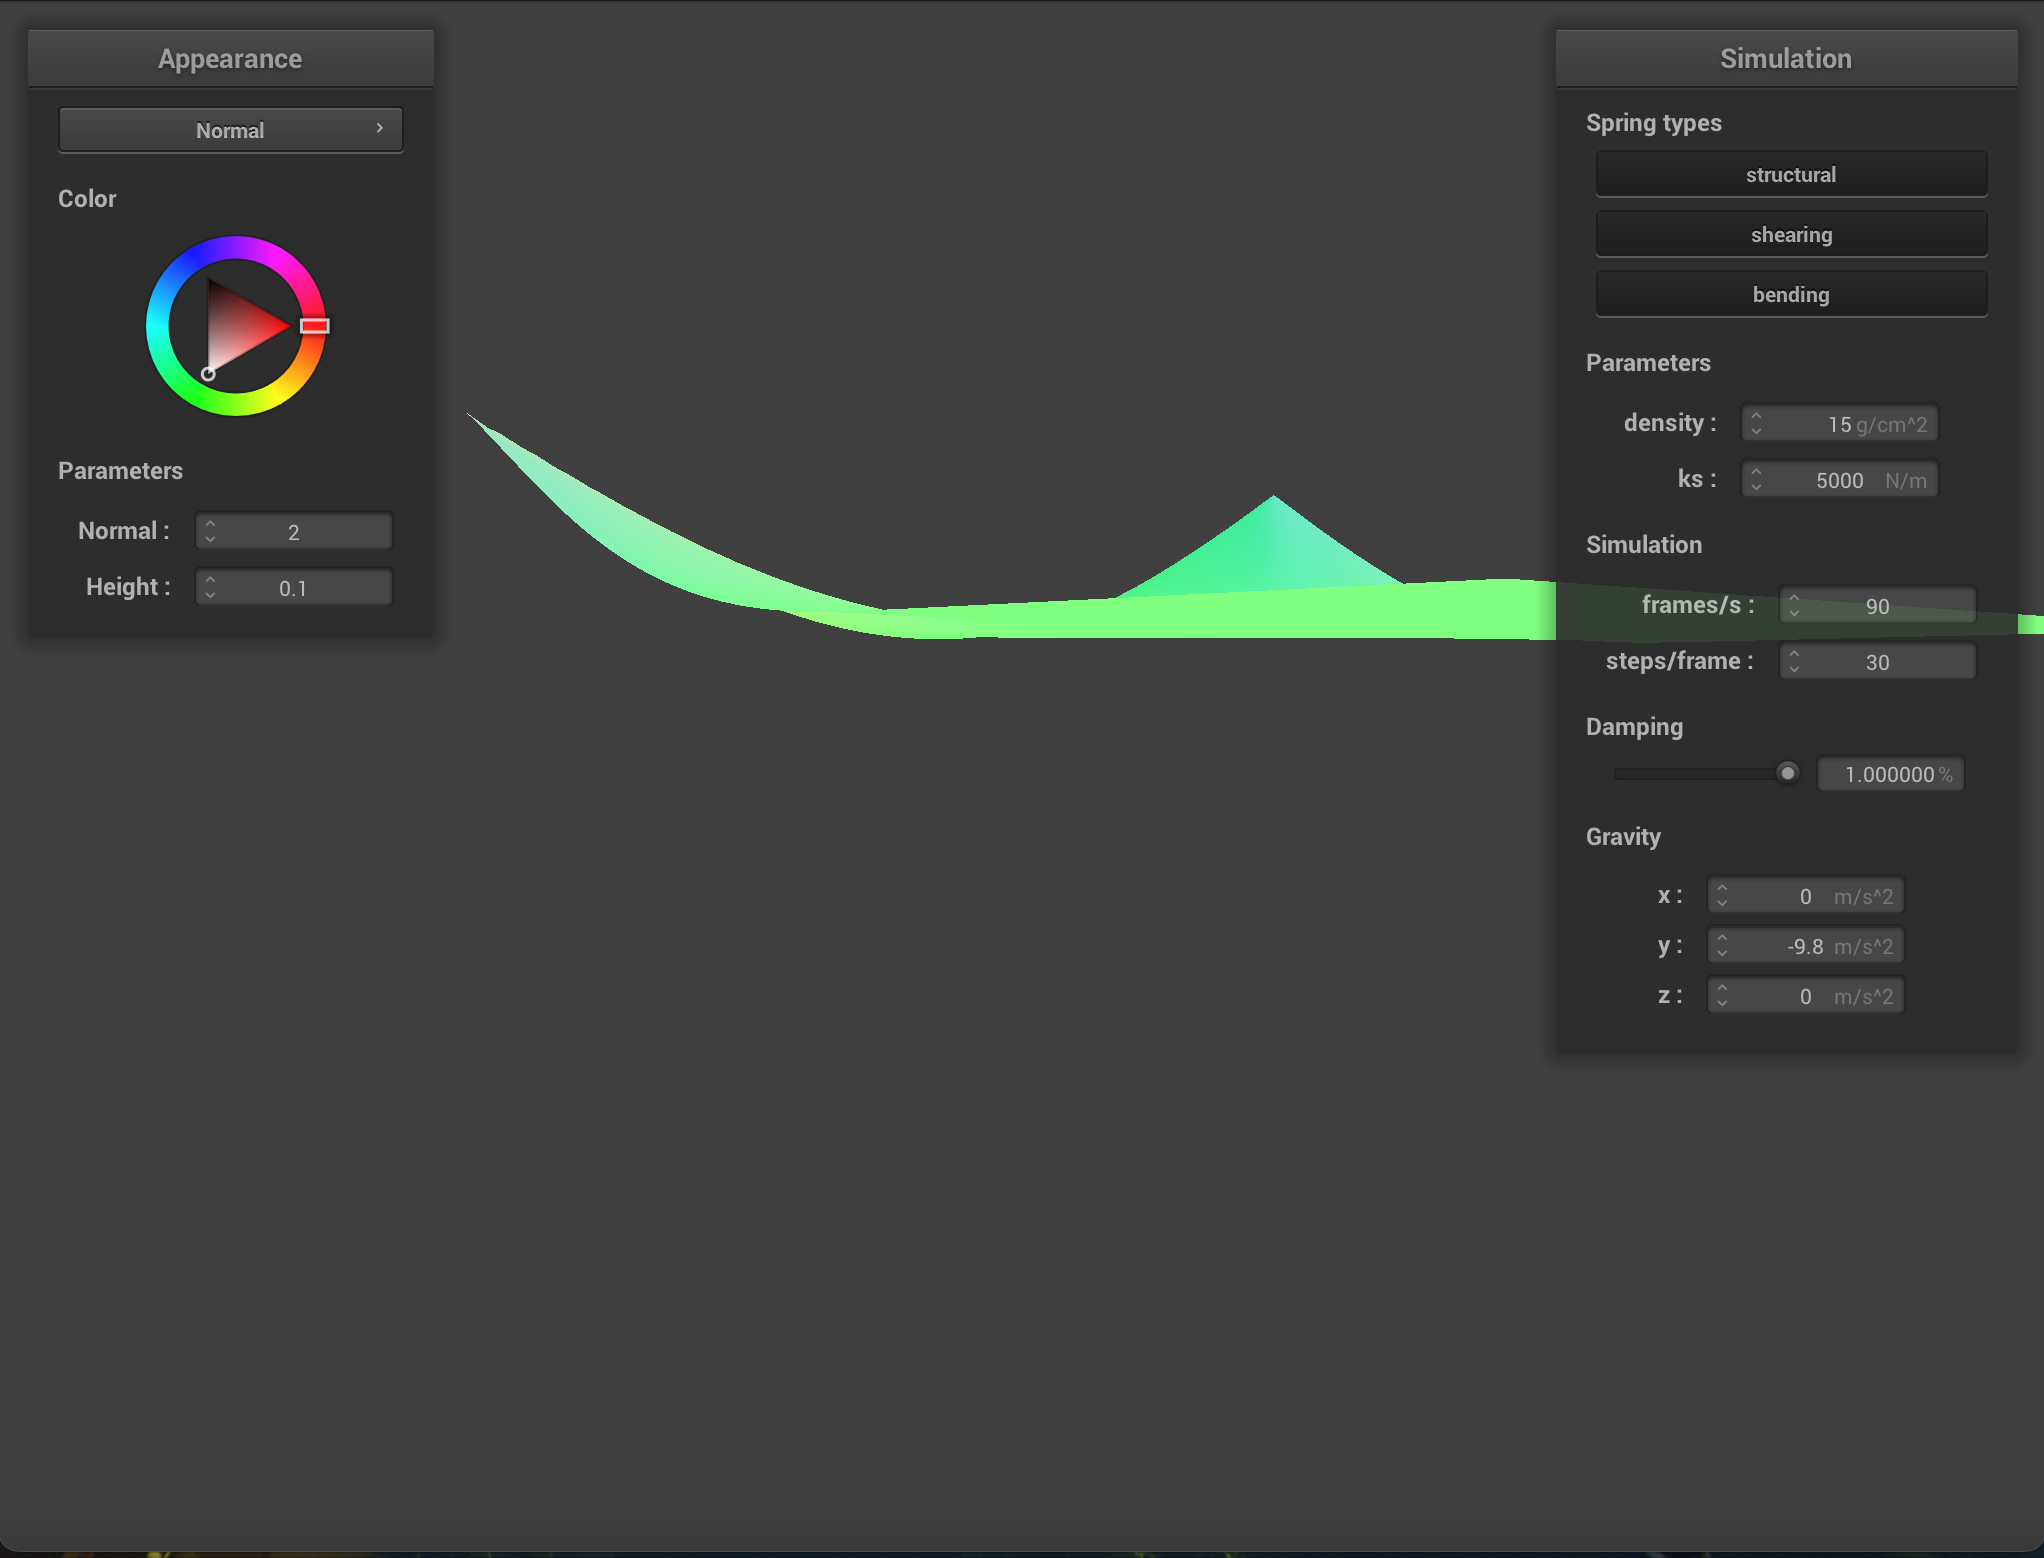 Appearance
Normal
Color
Parameters
Normal : 2
Height : 0.1
Simulation
Spring types
structural
shearing
bending
Parameters
density : 15 g/cm^2
ks : 5000 N/m
Simulation
frames/s : 90
steps/frame : 30
Damping
1.000000 %
Gravity
x : 0 m/s^2
y : -9.8 m/s^2
z : 0 m/s^2